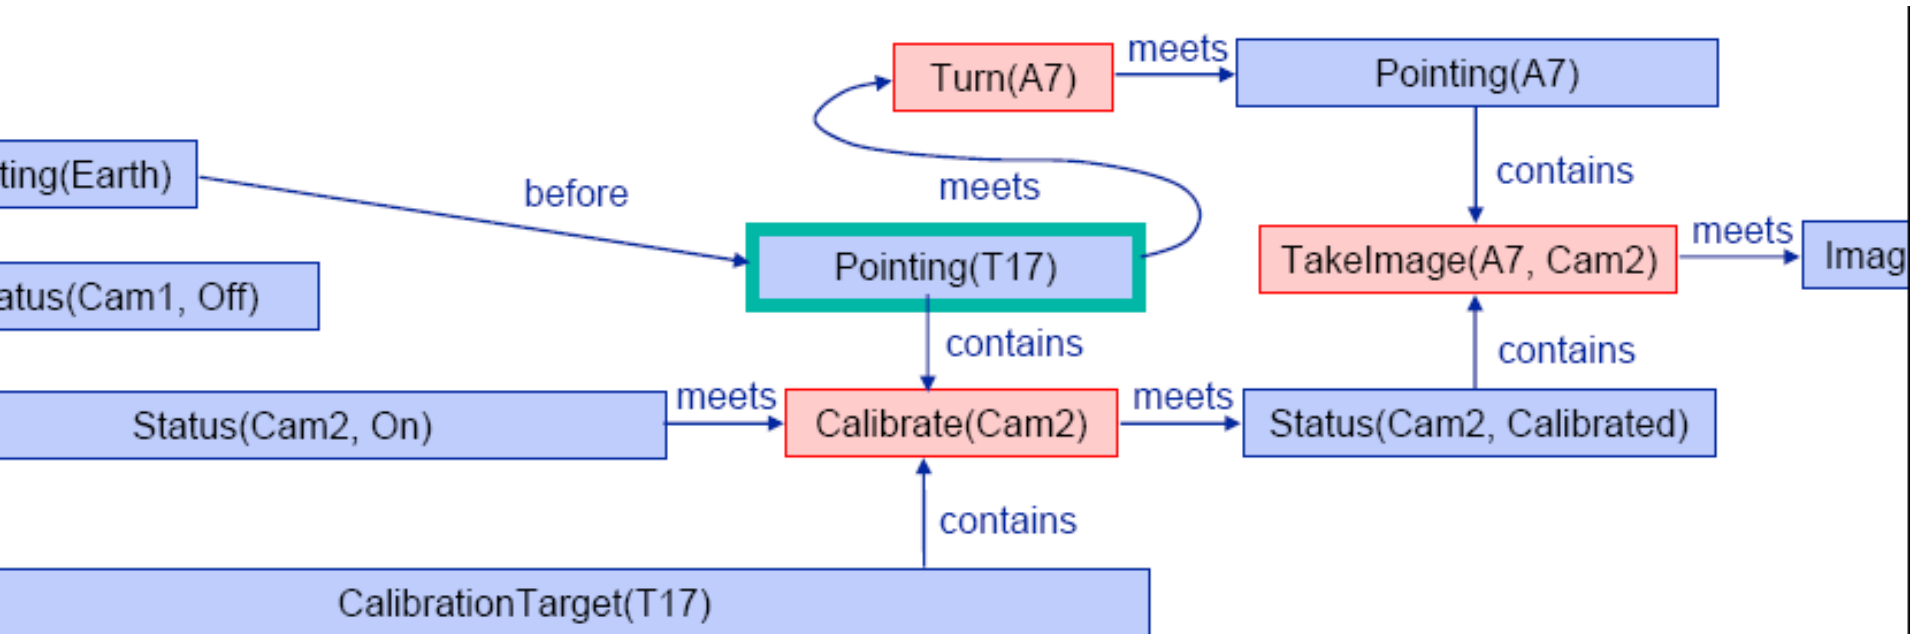 meets
Turn(A7)
Pointing(A7)
ting(Earth)
before
meets
contains
Pointing(T17)
TakeImage(A7, Cam2)
meets
Imag
atus(Cam1, Off)
contains
contains
Status(Cam2, On)
meets
Calibrate(Cam2)
meets
Status(Cam2, Calibrated)
contains
CalibrationTarget(T17)